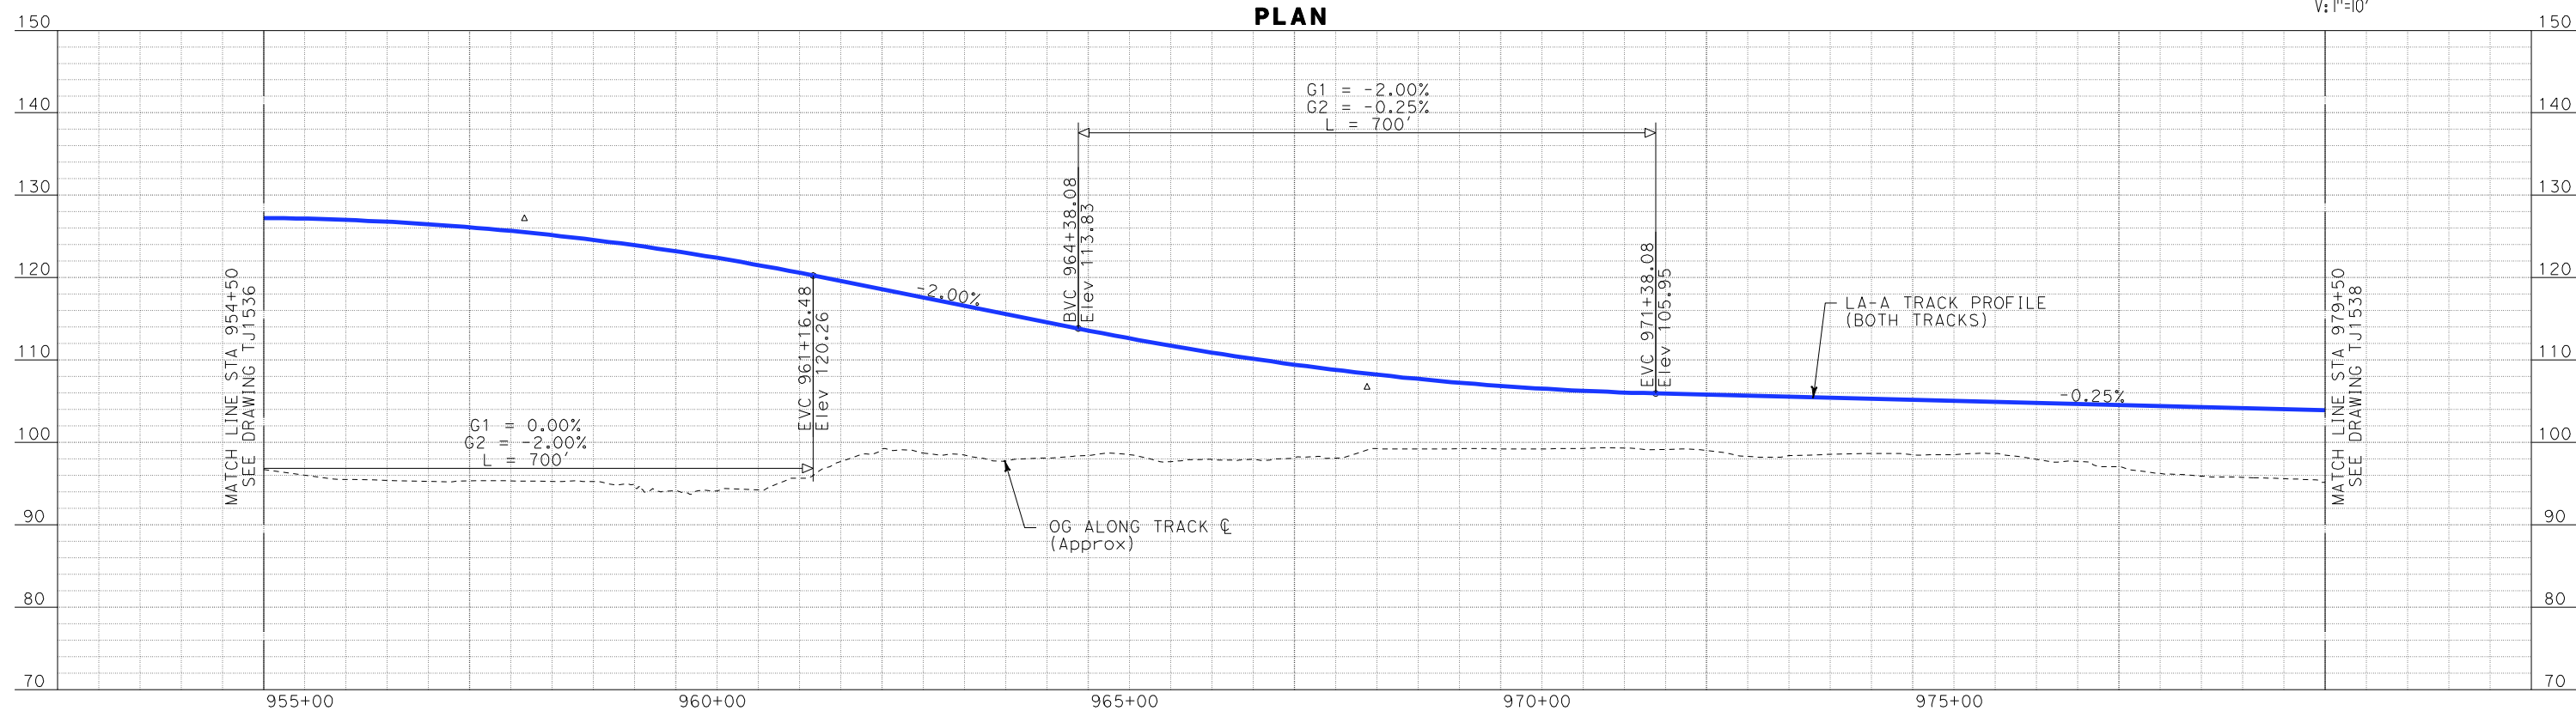 PLAN
V: 1"=10'
150
150
140
140
130
130
120
120
110
110
100
100
90
90
80
80
70
70
G1 = -2.00%
G2 = -0.25%
L = 700'
BVC 964+38.08
Elev 113.83
EVC 971+38.08
Elev 105.95
MATCH LINE STA 954+50
SEE DRAWING TJ1536
-2.00%
EVC 961+16.48
Elev 120.26
LA-A TRACK PROFILE
(BOTH TRACKS)
-0.25%
MATCH LINE STA 979+50
SEE DRAWING TJ1538
G1 = 0.00%
G2 = -2.00%
L = 700'
OG ALONG TRACK ℄
(Approx)
955+00
960+00
965+00
970+00
975+00